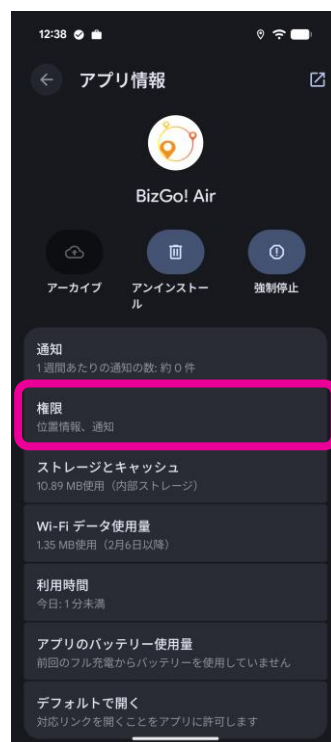 12:38
アプリ情報
BizGo! Air
アーカイブ
アンインストー
ル
強制停止
通知
1週間あたりの通知の数: 約 0 件
権限
位置情報、通知
ストレージとキャッシュ
10.89 MB使用（内部ストレージ）
Wi-Fi データ使用量
1.35 MB使用（2月6日以降）
利用時間
今日: 1 分未満
アプリのバッテリー使用量
前回のフル充電からバッテリーを使用していません
デフォルトで開く
対応リンクを開くことをアプリに許可します